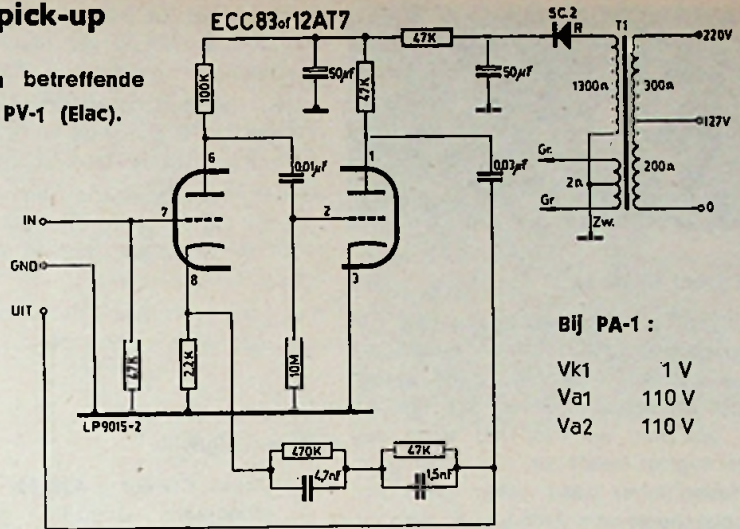 pick-up
betreffende
PV-1 (Elac).
ECC83of12AT7
100K
50µF
47K
47K
50µF
SC.2
R
T1
220V
1300Ω
300Ω
127V
200Ω
0
Gr.
2Ω
Gr
Zw.
6
0,01µF
1
0,03µF
IN
7
2
GND
8
3
UIT
47K
2,2K
10M
LP9015-2
470K
4,7nF
47K
1,5nF
Bij PA-1 :
Vk1 1 V
Va1 110 V
Va2 110 V